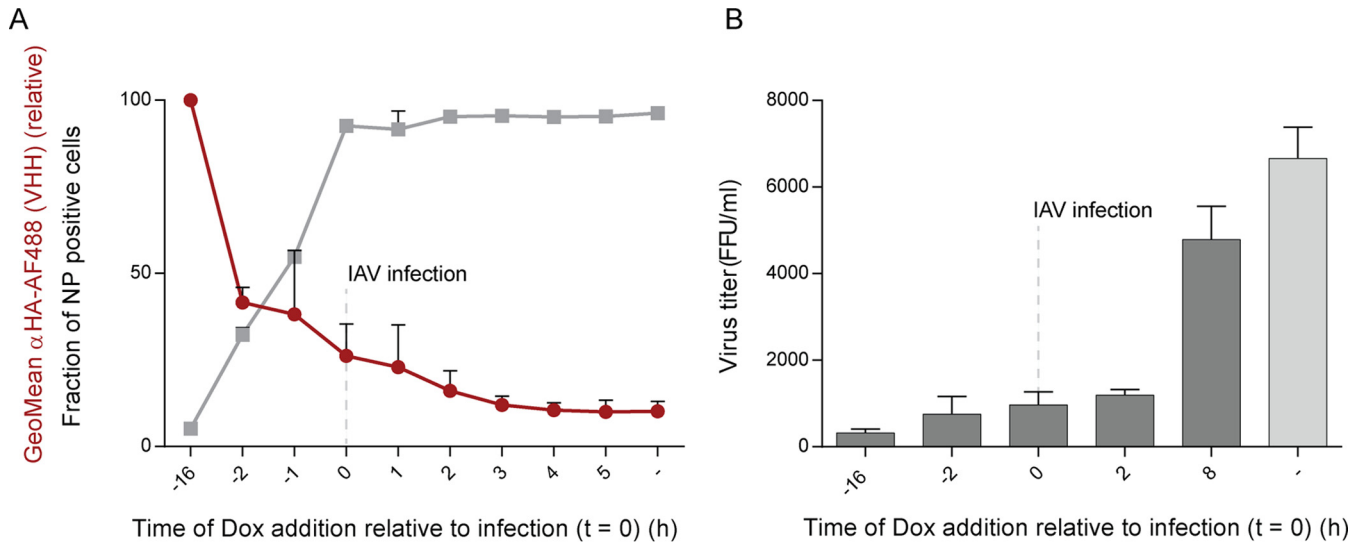 A
GeoMean αHA-AF488 (VHH) (relative)
Fraction of NP positive cells
100
50
0
IAV infection
-16
-2
-1
0
1
2
3
4
5
-
Time of Dox addition relative to infection (t = 0) (h)
B
Virus titer(FFU/ml)
8000
6000
4000
2000
0
IAV infection
-16
-2
0
2
8
-
Time of Dox addition relative to infection (t = 0) (h)